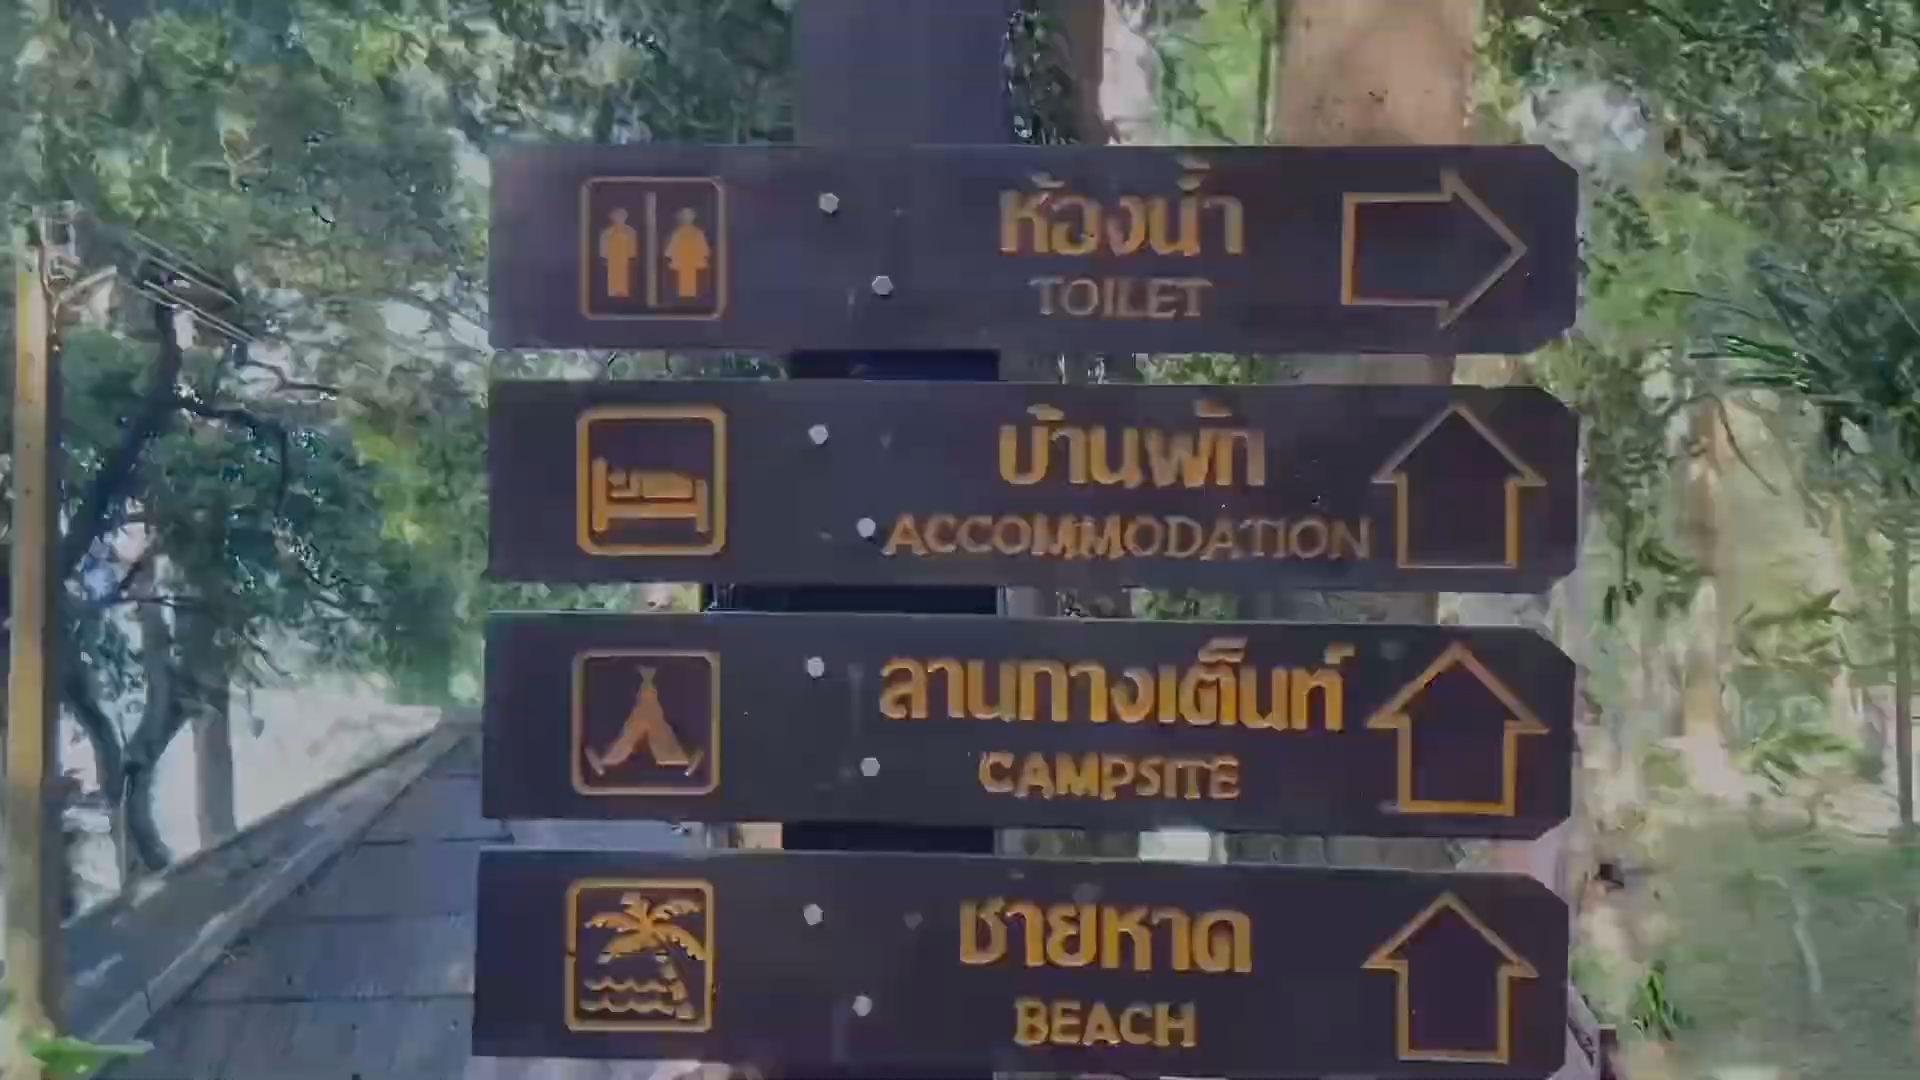 ห้องน้ำ
TOILET
บ้านพัก
ACCOMMODATION
ลานกางเต็นท์
CAMPSITE
ชายหาด
BEACH